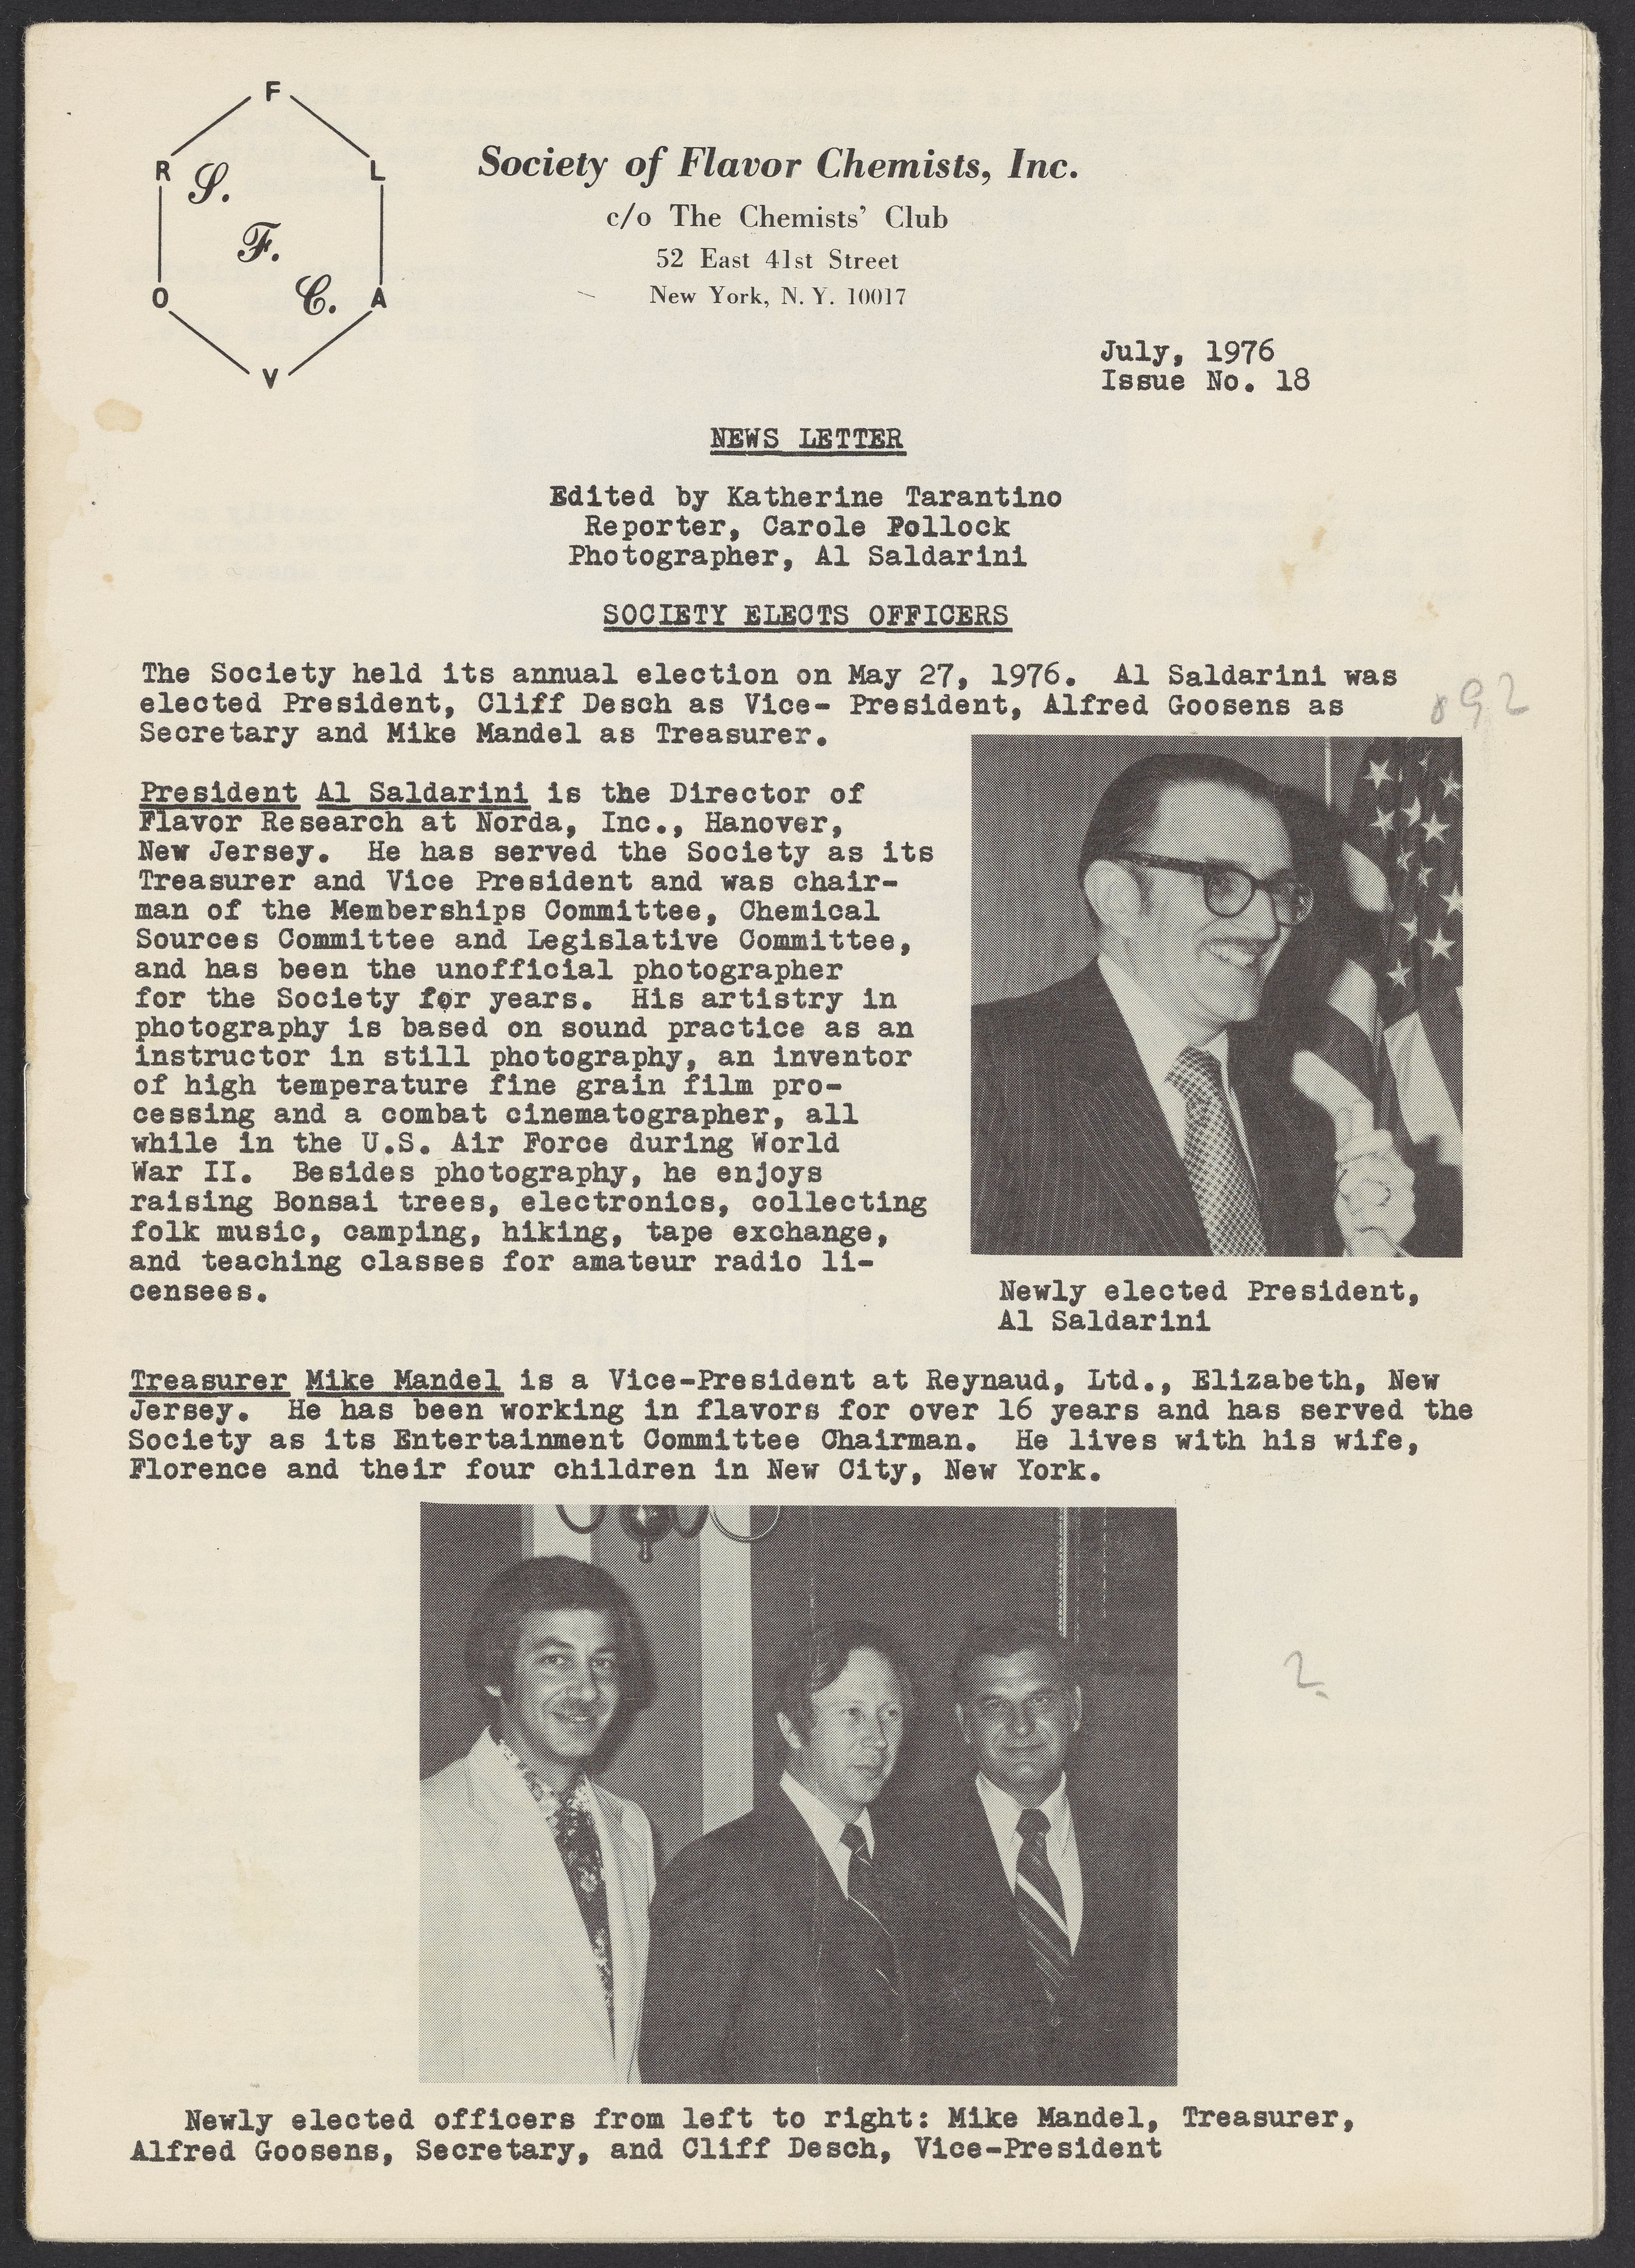 F
R
L
S.
F.
C.
O
A
V
Society of Flavor Chemists, Inc.
c/o The Chemists' Club
52 East 41st Street
New York, N. Y. 10017
July, 1976
Issue No. 18
NEWS LETTER
Edited by Katherine Tarantino
Reporter, Carole Pollock
Photographer, Al Saldarini
SOCIETY ELECTS OFFICERS
The Society held its annual election on May 27, 1976. Al Saldarini was
elected President, Cliff Desch as Vice- President, Alfred Goosens as
Secretary and Mike Mandel as Treasurer.
President Al Saldarini is the Director of
Flavor Research at Norda, Inc., Hanover,
New Jersey. He has served the Society as its
Treasurer and Vice President and was chair-
man of the Memberships Committee, Chemical
Sources Committee and Legislative Committee,
and has been the unofficial photographer
for the Society for years. His artistry in
photography is based on sound practice as an
instructor in still photography, an inventor
of high temperature fine grain film pro-
cessing and a combat cinematographer, all
while in the U.S. Air Force during World
War II. Besides photography, he enjoys
raising Bonsai trees, electronics, collecting
folk music, camping, hiking, tape exchange,
and teaching classes for amateur radio li-
censees.
Newly elected President,
Al Saldarini
Treasurer Mike Mandel is a Vice-President at Reynaud, Ltd., Elizabeth, New
Jersey. He has been working in flavors for over 16 years and has served the
Society as its Entertainment Committee Chairman. He lives with his wife,
Florence and their four children in New City, New York.
2
Newly elected officers from left to right: Mike Mandel, Treasurer,
Alfred Goosens, Secretary, and Cliff Desch, Vice-President